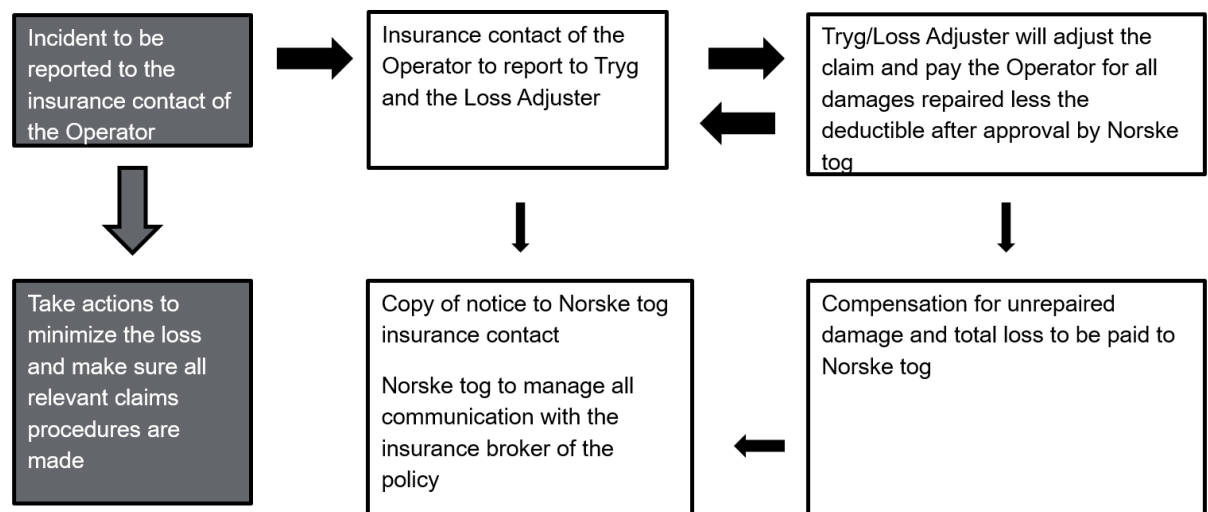 Incident to be
reported to the
insurance contact of
the Operator
Insurance contact of the
Operator to report to Tryg
and the Loss Adjuster
Tryg/Loss Adjuster will adjust the
claim and pay the Operator for all
damages repaired less the
deductible after approval by Norske
tog
Take actions to
minimize the loss
and make sure all
relevant claims
procedures are
made
Copy of notice to Norske tog
insurance contact
Norske tog to manage all
communication with the
insurance broker of the
policy
Compensation for unrepaired
damage and total loss to be paid to
Norske tog